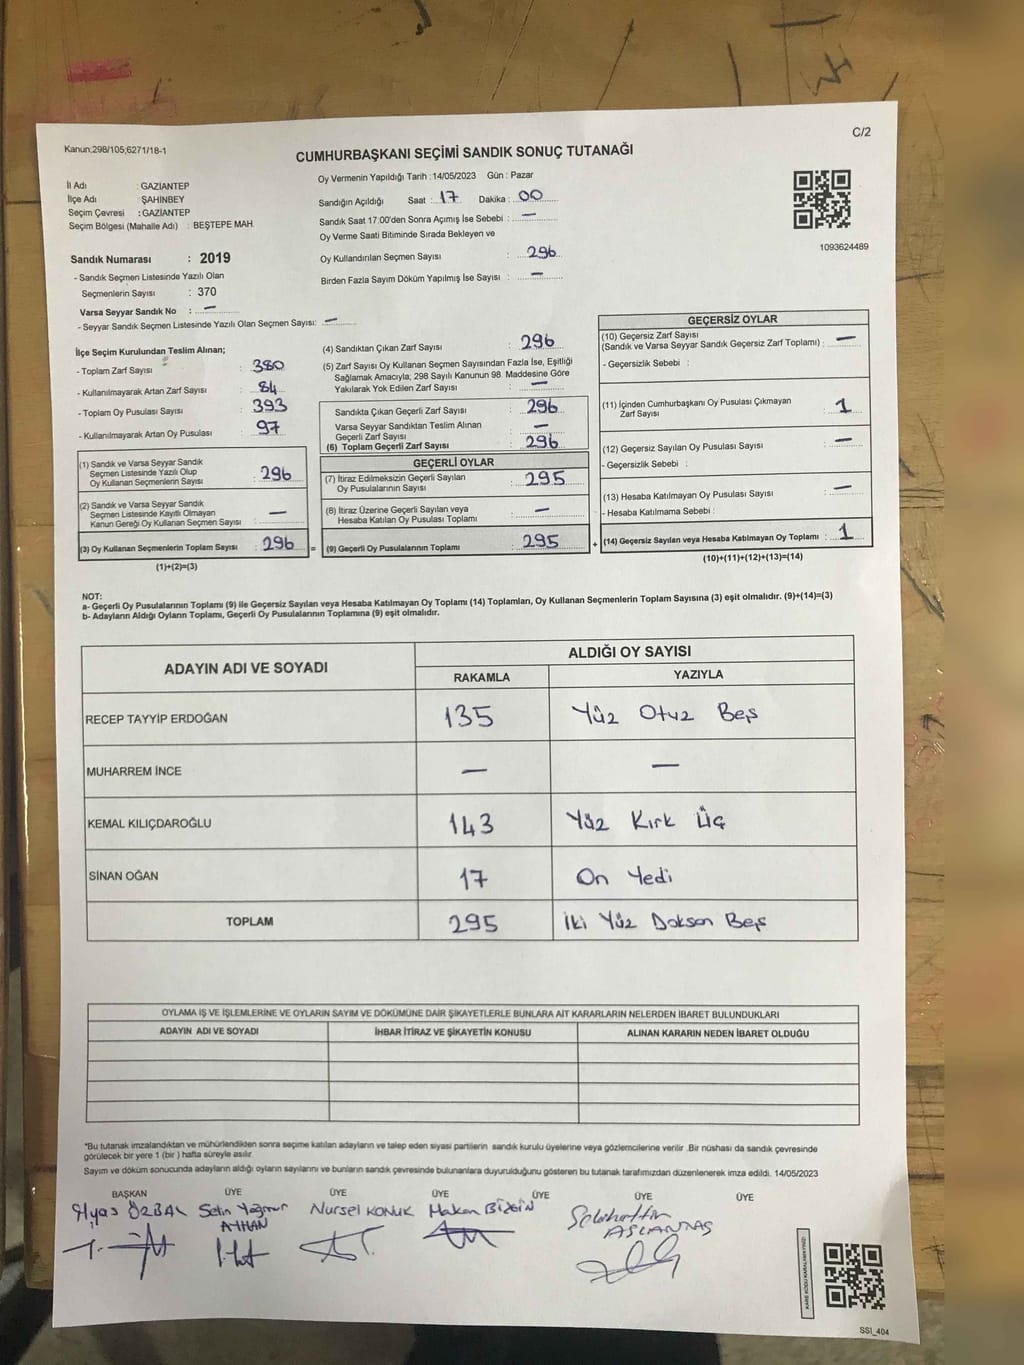 C/2
Kanun;298/105;6271/18-1
CUMHURBAŞKANI SEÇİMİ SANDIK SONUÇ TUTANAĞI
İl Adı : GAZİANTEP
İlçe Adı : ŞAHİNBEY
Seçim Çevresi : GAZİANTEP
Seçim Bölgesi (Mahalle Adı) : BEŞTEPE MAH.
Oy Vermenin Yapıldığı Tarih :14/05/2023 Gün : Pazar
Sandığın Açıldığı Saat : 17 Dakika : 00
Sandık Saat 17:00'den Sonra Açımış İse Sebebi : —
Oy Verme Saati Bitiminde Sırada Bekleyen ve
Oy Kullandırılan Seçmen Sayısı : 296
Birden Fazla Sayım Döküm Yapılmış İse Sayısı : —
1093624489
Sandık Numarası : 2019
- Sandık Seçmen Listesinde Yazılı Olan
Seçmenlerin Sayısı : 370
Varsa Seyyar Sandık No : —
- Seyyar Sandık Seçmen Listesinde Yazılı Olan Seçmen Sayısı: —
İlçe Seçim Kurulundan Teslim Alınan;
- Toplam Zarf Sayısı : 380
- Kullanılmayarak Artan Zarf Sayısı : 84
- Toplam Oy Pusulası Sayısı : 393
- Kullanılmayarak Artan Oy Pusulası : 97
(1) Sandık ve Varsa Seyyar Sandık
Seçmen Listesinde Yazılı Olup
Oy Kullanan Seçmenlerin Sayısı : 296
(2) Sandık ve Varsa Seyyar Sandık
Seçmen Listesinde Kayıtlı Olmayan
Kanun Gereği Oy Kullanan Seçmen Sayısı : —
(3) Oy Kullanan Seçmenlerin Toplam Sayısı : 296 =
(1)+(2)=(3)
(4) Sandıktan Çıkan Zarf Sayısı : 296
(5) Zarf Sayısı Oy Kullanan Seçmen Sayısından Fazla İse, Eşitliği
Sağlamak Amacıyla; 298 Sayılı Kanunun 98. Maddesine Göre
Yakılarak Yok Edilen Zarf Sayısı : —
Sandıkta Çıkan Geçerli Zarf Sayısı : 296
Varsa Seyyar Sandıktan Teslim Alınan
Geçerli Zarf Sayısı : —
(6) Toplam Geçerli Zarf Sayısı : 296
GEÇERLİ OYLAR
(7) İtiraz Edilmeksizin Geçerli Sayılan
Oy Pusulalarının Sayısı : 295
(8) İtiraz Üzerine Geçerli Sayılan veya
Hesaba Katılan Oy Pusulası Toplamı : —
(9) Geçerli Oy Pusulalarının Toplamı : 295 +
GEÇERSİZ OYLAR
(10) Geçersiz Zarf Sayısı
(Sandık ve Varsa Seyyar Sandık Geçersiz Zarf Toplamı) : —
- Geçersizlik Sebebi :
(11) İçinden Cumhurbaşkanı Oy Pusulası Çıkmayan
Zarf Sayısı : 1
(12) Geçersiz Sayılan Oy Pusulası Sayısı : —
- Geçersizlik Sebebi :
(13) Hesaba Katılmayan Oy Pusulası Sayısı : —
- Hesaba Katılmama Sebebi :
(14) Geçersiz Sayılan veya Hesaba Katılmayan Oy Toplamı : 1
(10)+(11)+(12)+(13)=(14)
NOT:
a- Geçerli Oy Pusulalarının Toplamı (9) ile Geçersiz Sayılan veya Hesaba Katılmayan Oy Toplamı (14) Toplamları, Oy Kullanan Seçmenlerin Toplam Sayısına (3) eşit olmalıdır. (9)+(14)=(3)
b- Adayların Aldığı Oyların Toplamı, Geçerli Oy Pusulalarının Toplamına (9) eşit olmalıdır.
ADAYIN ADI VE SOYADI ALDIĞI OY SAYISI
RAKAMLA YAZIYLA
RECEP TAYYİP ERDOĞAN 135 Yüz Otuz Beş
MUHARREM İNCE — —
KEMAL KILIÇDAROĞLU 143 Yüz Kırk Üç
SİNAN OĞAN 17 On Yedi
TOPLAM 295 İki Yüz Doksan Beş
OYLAMA İŞ VE İŞLEMLERİNE VE OYLARIN SAYIM VE DÖKÜMÜNE DAİR ŞİKAYETLERLE BUNLARA AİT KARARLARIN NELERDEN İBARET BULUNDUKLARI
ADAYIN ADI VE SOYADI İHBAR İTİRAZ VE ŞİKAYETİN KONUSU ALINAN KARARIN NEDEN İBARET OLDUĞU
*Bu tutanak imzalandıktan ve mühürlendikten sonra seçime katılan adayların ve talep eden siyasi partilerin sandık kurulu üyelerine veya gözlemcilerine verilir .Bir nüshası da sandık çevresinde
görülecek bir yere 1 (bir ) hafta süreyle asılır.
Sayım ve döküm sonucunda adayların aldığı oyların sayılarını ve bunların sandık çevresinde bulunanlara duyurulduğunu gösteren bu tutanak tarafımızdan düzenlenerek imza edildi. 14/05/2023
BAŞKAN ÜYE ÜYE ÜYE ÜYE ÜYE ÜYE
İlyas ÖZBAL Selin Yağmur AYHAN Nursel KONUK Hakan BİLGİN Selahattin ASLANTAŞ
SSI_404